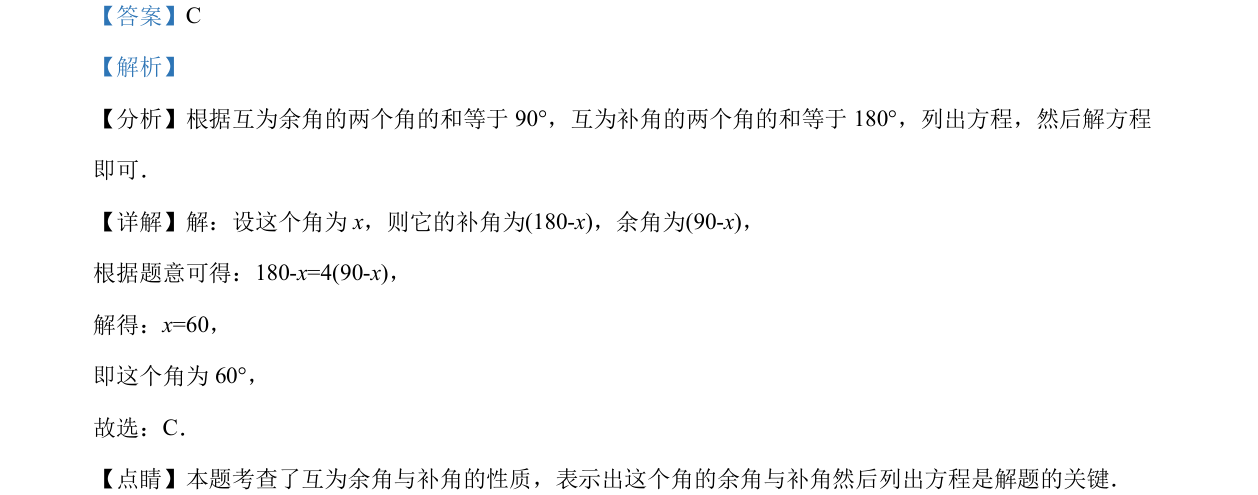 【答案】C
【解析】
【分析】根据互为余角的两个角的和等于 90°，互为补角的两个角的和等于 180°，列出方程，然后解方程
即可．
【详解】解：设这个角为 x，则它的补角为(180-x)，余角为(90-x)，
根据题意可得：180-x=4(90-x)，
解得：x=60，
即这个角为 60°，
故选：C．
【点睛】本题考查了互为余角与补角的性质，表示出这个角的余角与补角然后列出方程是解题的关键．